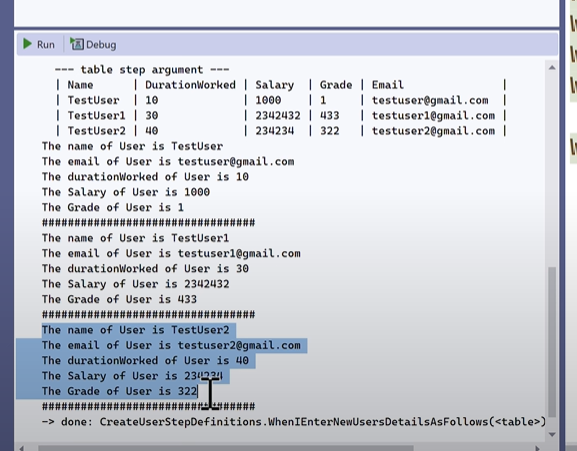 Run Debug
--- table step argument ---
| Name | DurationWorked | Salary | Grade | Email |
| TestUser | 10 | 1000 | 1 | testuser@gmail.com |
| TestUser1 | 30 | 2342432 | 433 | testuser1@gmail.com |
| TestUser2 | 40 | 234234 | 322 | testuser2@gmail.com |
The name of User is TestUser
The email of User is testuser@gmail.com
The durationWorked of User is 10
The Salary of User is 1000
The Grade of User is 1
################################
The name of User is TestUser1
The email of User is testuser1@gmail.com
The durationWorked of User is 30
The Salary of User is 2342432
The Grade of User is 433
################################
The name of User is TestUser2
The email of User is testuser2@gmail.com
The durationWorked of User is 40
The Salary of User is 234234
The Grade of User is 322
################################
-> done: CreateUserStepDefinitions.WhenIEnterNewUsersDetailsAsFollows(<table>)